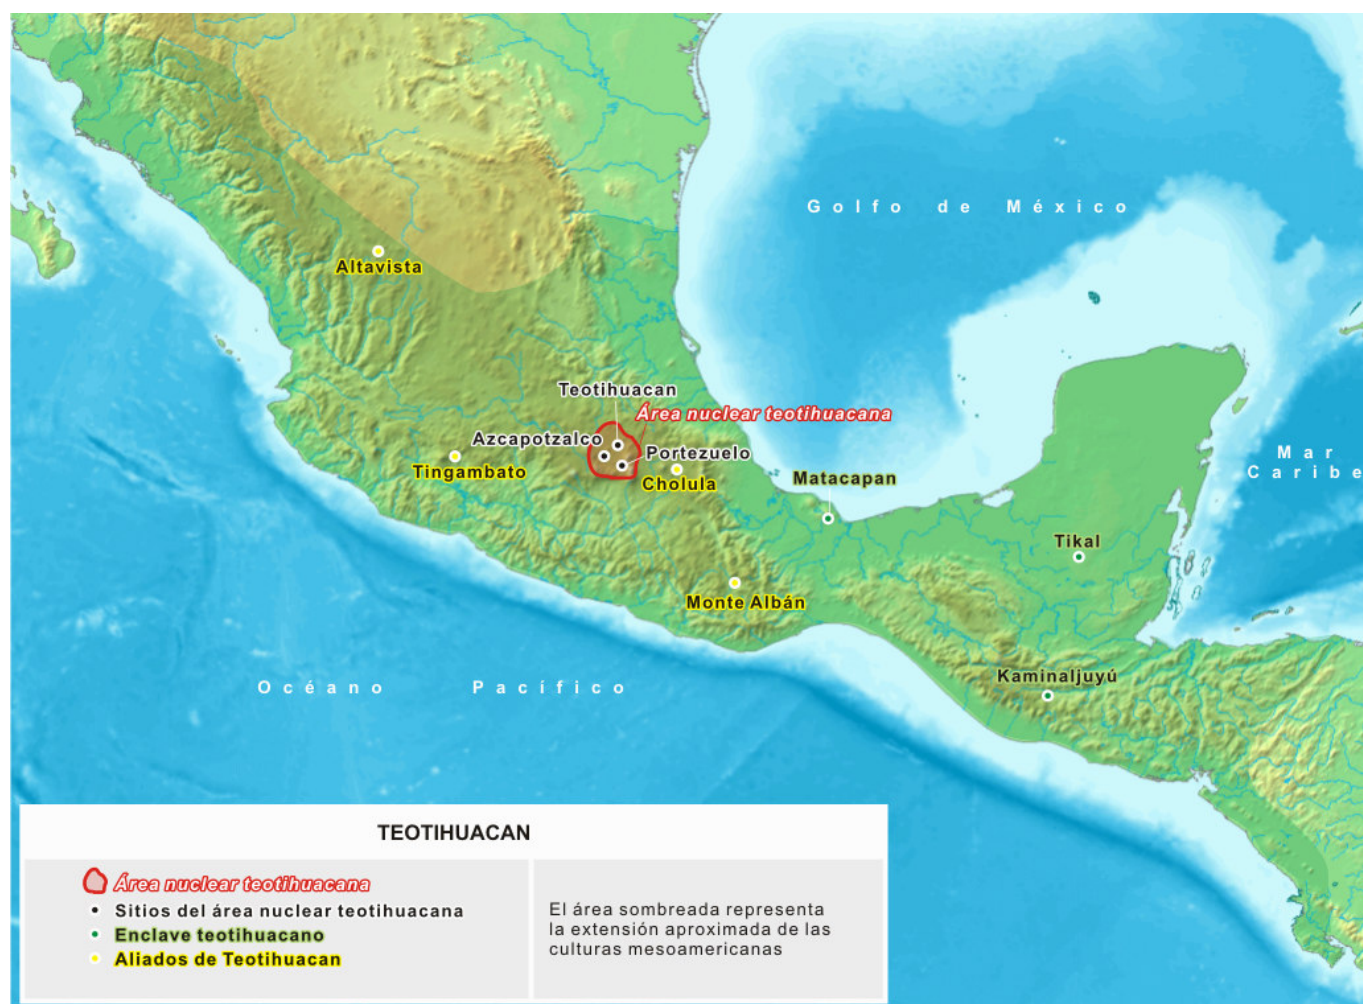 Golfo de México
Altavista
Teotihuacan
Área nuclear teotihuacana
Azcapotzalco
Portezuelo
Tingambato
Cholula
Matacapan
Mar
Caribe
Tikal
Monte Albán
Kaminaljuyú
Océano Pacífico
TEOTIHUACAN
Área nuclear teotihuacana
Sitios del área nuclear teotihuacana
Enclave teotihuacano
Aliados de Teotihuacan
El área sombreada representa
la extensión aproximada de las
culturas mesoamericanas